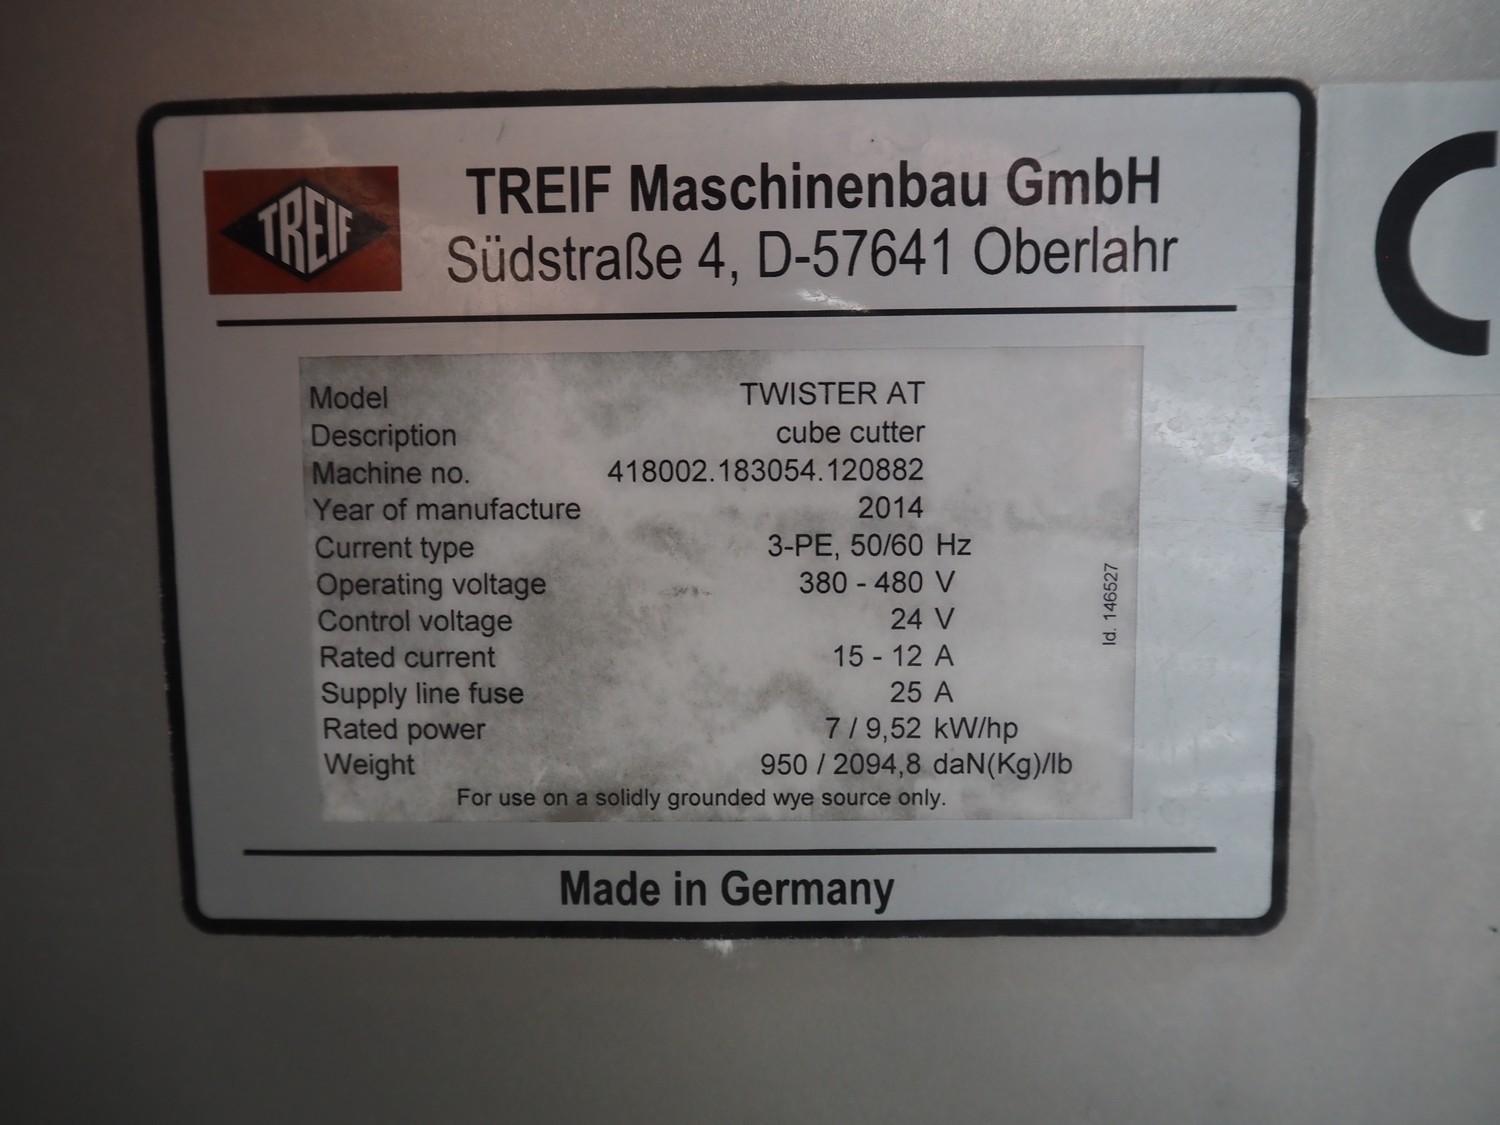 TREIF
TREIF Maschinenbau GmbH
Südstraße 4, D-57641 Oberlahr
Model TWISTER AT
Description cube cutter
Machine no. 418002.183054.120882
Year of manufacture 2014
Current type 3-PE, 50/60 Hz
Operating voltage 380 - 480 V
Control voltage 24 V
Rated current 15 - 12 A
Supply line fuse 25 A
Rated power 7 / 9,52 kW/hp
Weight 950 / 2094,8 daN(Kg)/lb
For use on a solidly grounded wye source only.
Id. 146527
Made in Germany